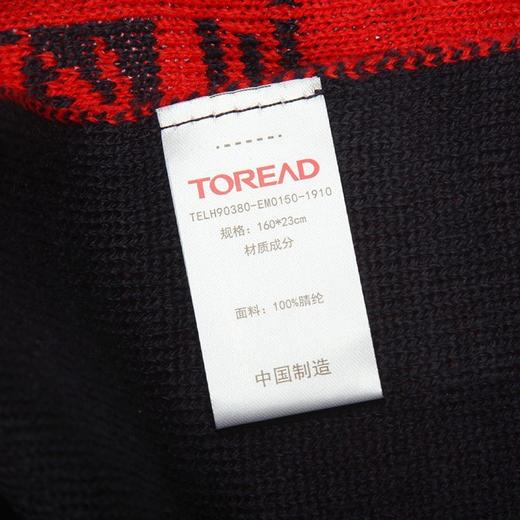 TOREAD
TELH90380-EM0150-1910
规格：160*23cm
材质成分
面料：100%腈纶
中国制造